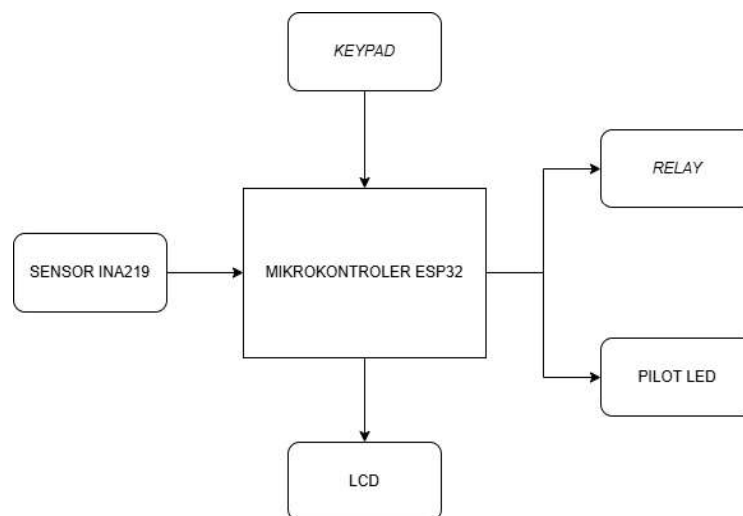 KEYPAD
RELAY
SENSOR INA219
MIKROKONTROLER ESP32
PILOT LED
LCD